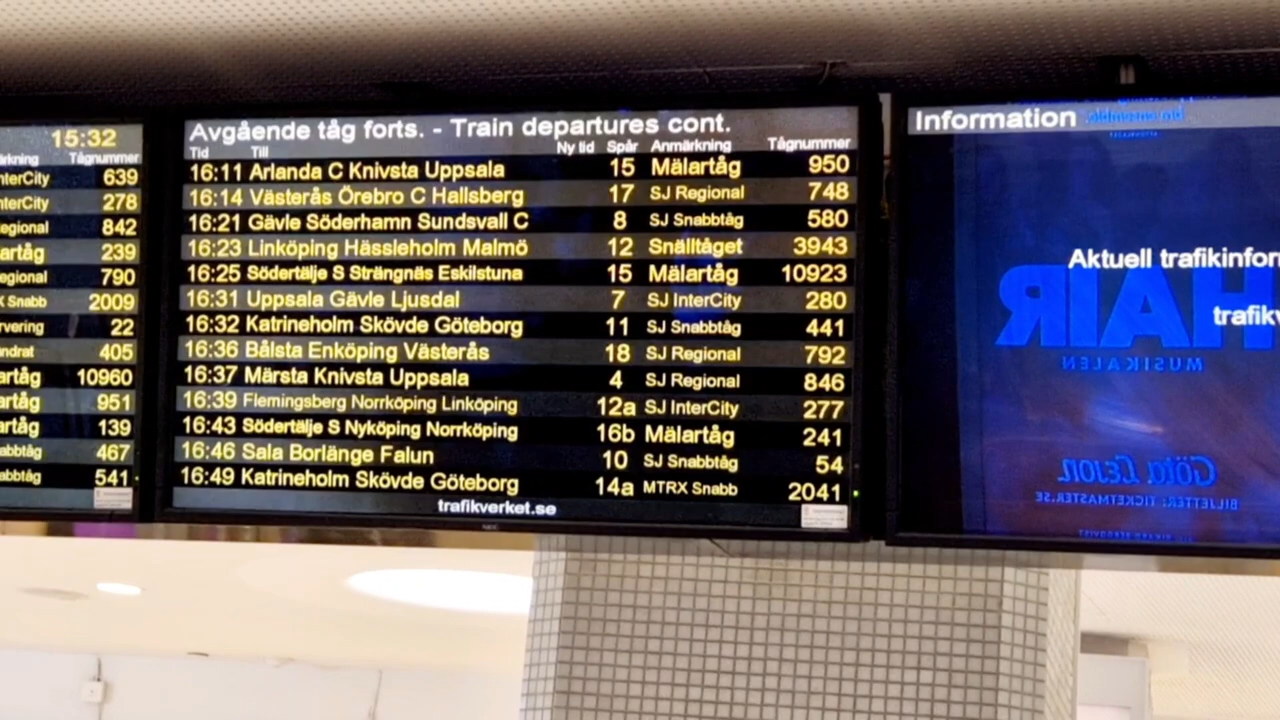 15:32
Tågnummer
InterCity 639
InterCity 278
Regional 842
239
790
2009
22
405
10960
951
139
467
541
Avgående tåg forts. - Train departures cont.
Tid Till Ny tid Spår Anmärkning Tågnummer
16:11 Arlanda C Knivsta Uppsala 15 Mälartåg 950
16:14 Västerås Örebro C Hallsberg 17 SJ Regional 748
16:21 Gävle Söderhamn Sundsvall C 8 SJ Snabbtåg 580
16:23 Linköping Hässleholm Malmö 12 Snälltåget 3943
16:25 Södertälje S Strängnäs Eskilstuna 15 Mälartåg 10923
16:31 Uppsala Gävle Ljusdal 7 SJ InterCity 280
16:32 Katrineholm Skövde Göteborg 11 SJ Snabbtåg 441
16:36 Bålsta Enköping Västerås 18 SJ Regional 792
16:37 Märsta Knivsta Uppsala 4 SJ Regional 846
16:39 Flemingsberg Norrköping Linköping 12a SJ InterCity 277
16:43 Södertälje S Nyköping Norrköping 16b Mälartåg 241
16:46 Sala Borlänge Falun 10 SJ Snabbtåg 54
16:49 Katrineholm Skövde Göteborg 14a MTRX Snabb 2041
trafikverket.se
NEC
Information
Aktuell trafikinfor
trafikv
HAIR
MUSIKALEN
Göta Lejon
BILJETTER: TICKETMASTER.SE